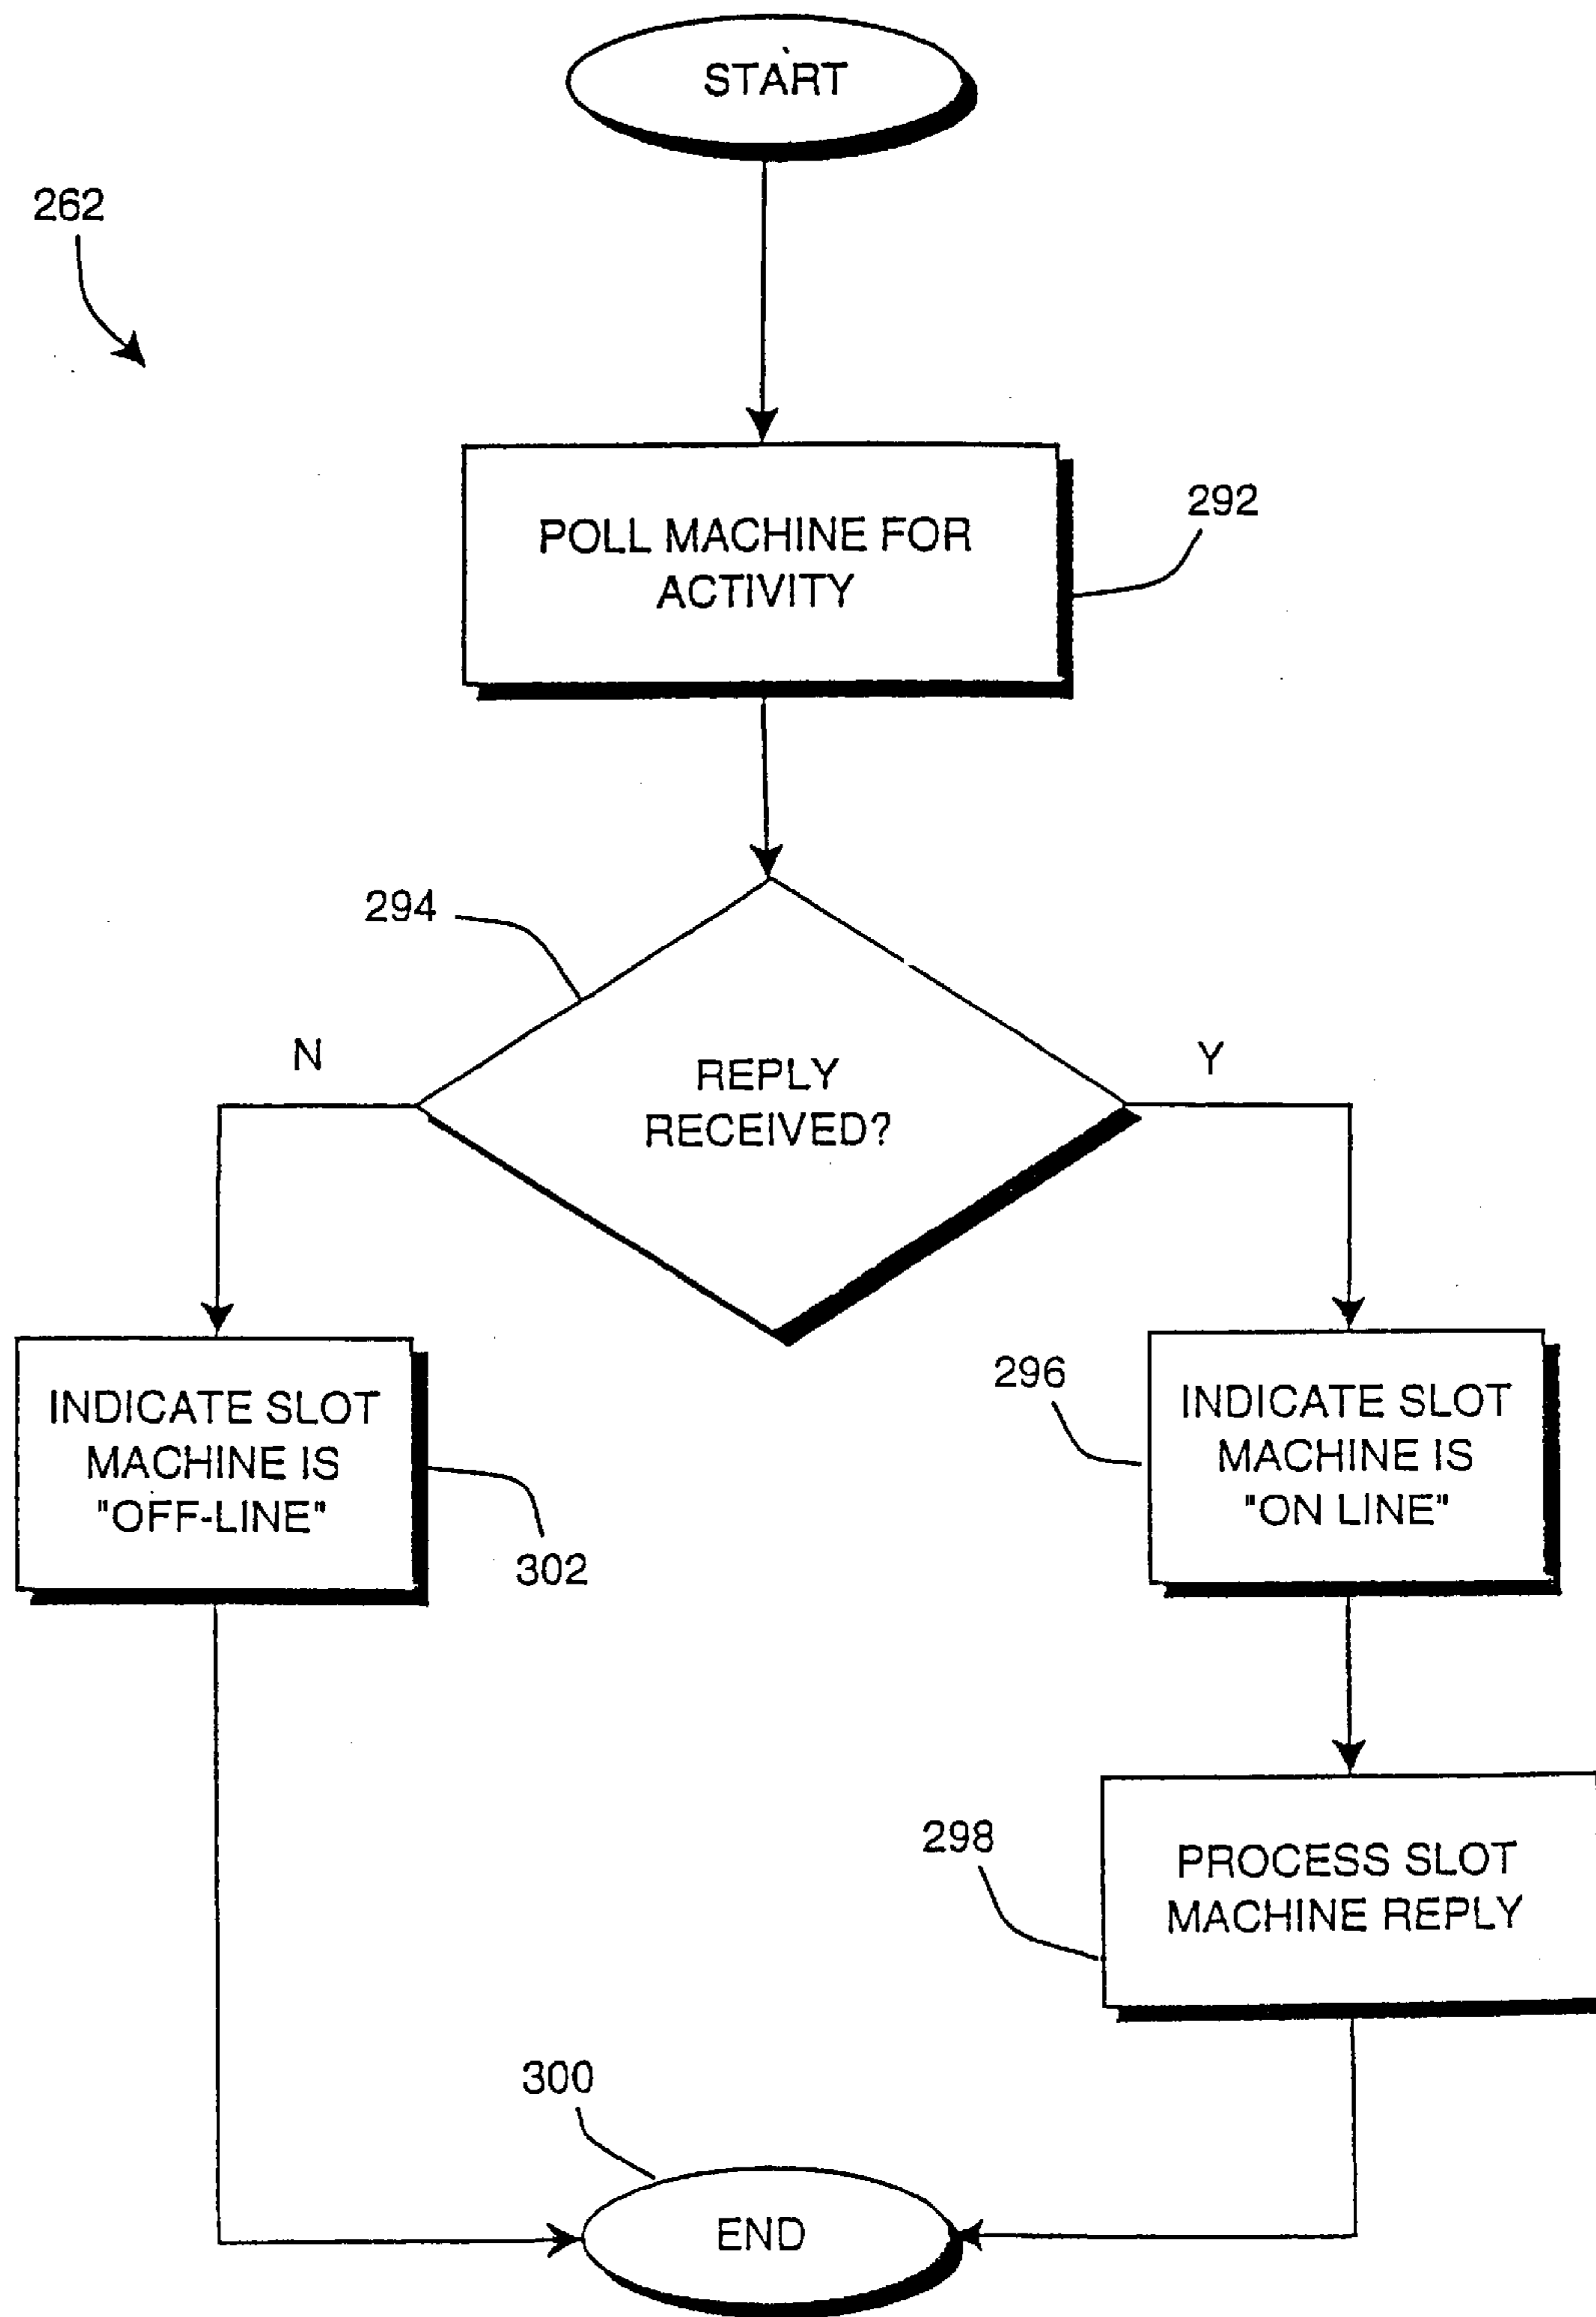 START
262
POLL MACHINE FOR
ACTIVITY
292
294
N
REPLY
RECEIVED?
Y
INDICATE SLOT
MACHINE IS
"OFF-LINE"
302
296
INDICATE SLOT
MACHINE IS
"ON LINE"
298
PROCESS SLOT
MACHINE REPLY
300
END